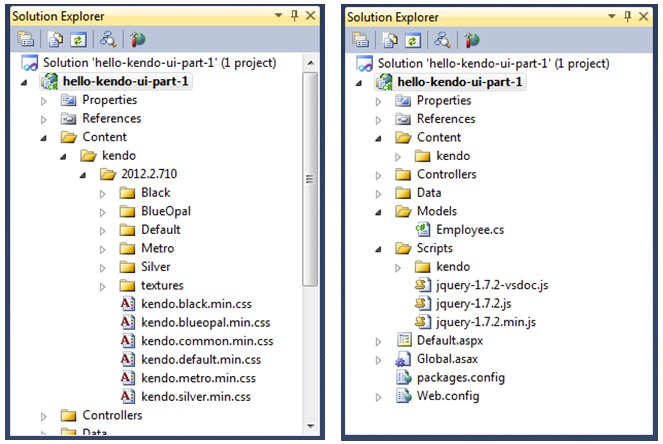 Solution Explorer
Solution 'hello-kendo-ui-part-1' (1 project)
hello-kendo-ui-part-1
Properties
References
Content
kendo
2012.2.710
Black
BlueOpal
Default
Metro
Silver
textures
kendo.black.min.css
kendo.blueopal.min.css
kendo.common.min.css
kendo.default.min.css
kendo.metro.min.css
kendo.silver.min.css
Controllers
Data
Solution Explorer
Solution 'hello-kendo-ui-part-1' (1 project)
hello-kendo-ui-part-1
Properties
References
Content
kendo
Controllers
Data
Models
Employee.cs
Scripts
kendo
jquery-1.7.2-vsdoc.js
jquery-1.7.2.js
jquery-1.7.2.min.js
Default.aspx
Global.asax
packages.config
Web.config